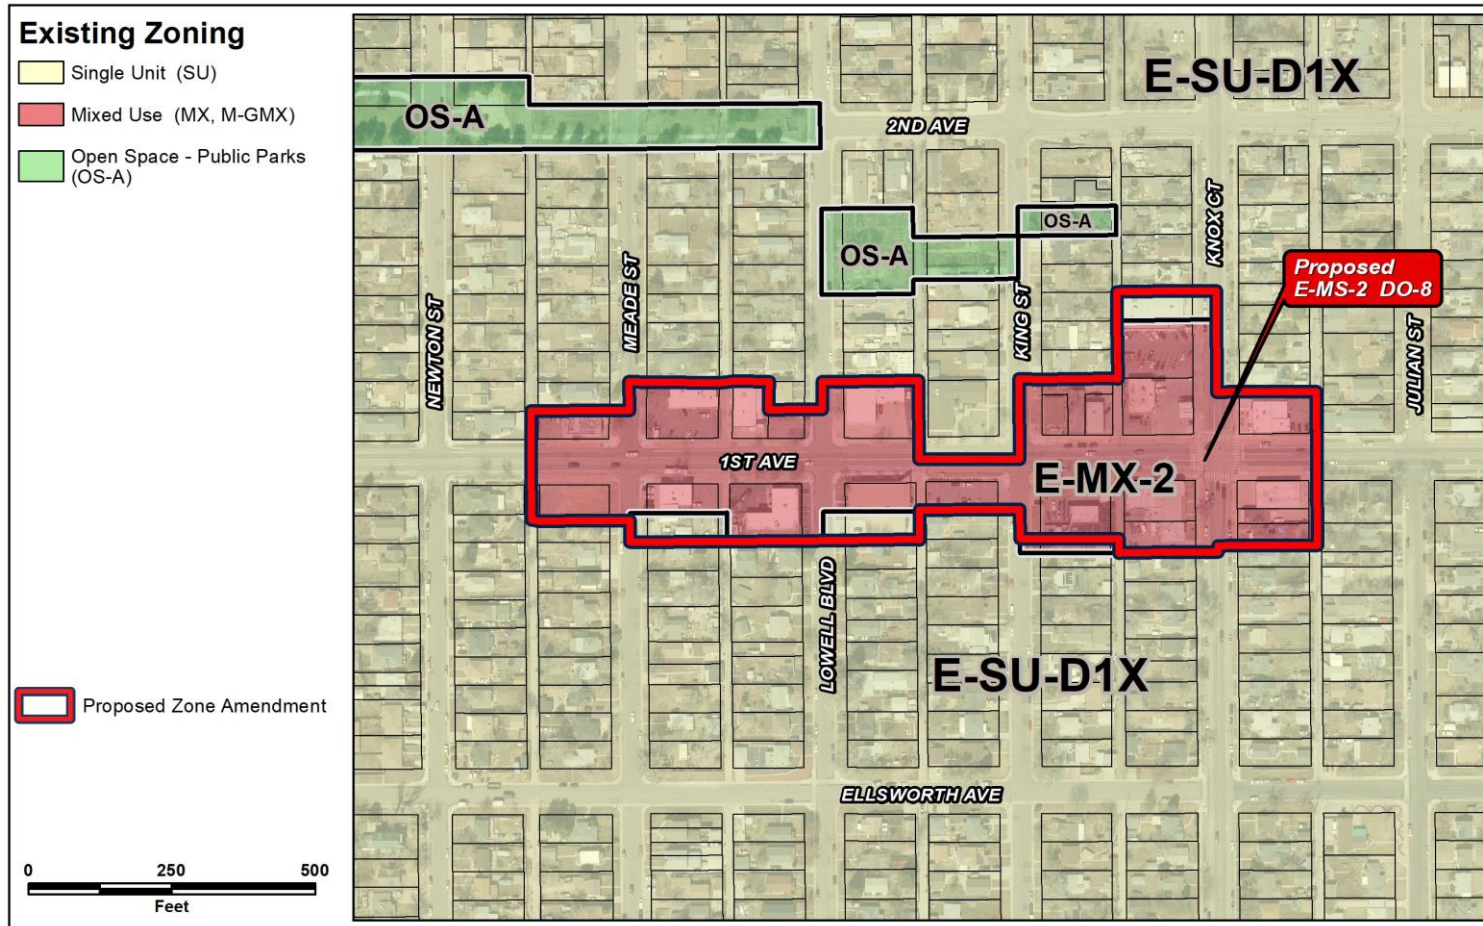 Existing Zoning
Single Unit (SU)
Mixed Use (MX, M-GMX)
Open Space - Public Parks
(OS-A)
Proposed Zone Amendment
0 250 500
Feet
E-SU-D1X
OS-A
2ND AVE
OS-A
OS-A
KNOX CT
Proposed
E-MS-2 DO-8
NEWTON ST
MEADE ST
KING ST
JULIAN ST
1ST AVE
E-MX-2
LOWELL BLVD
E-SU-D1X
ELLSWORTH AVE